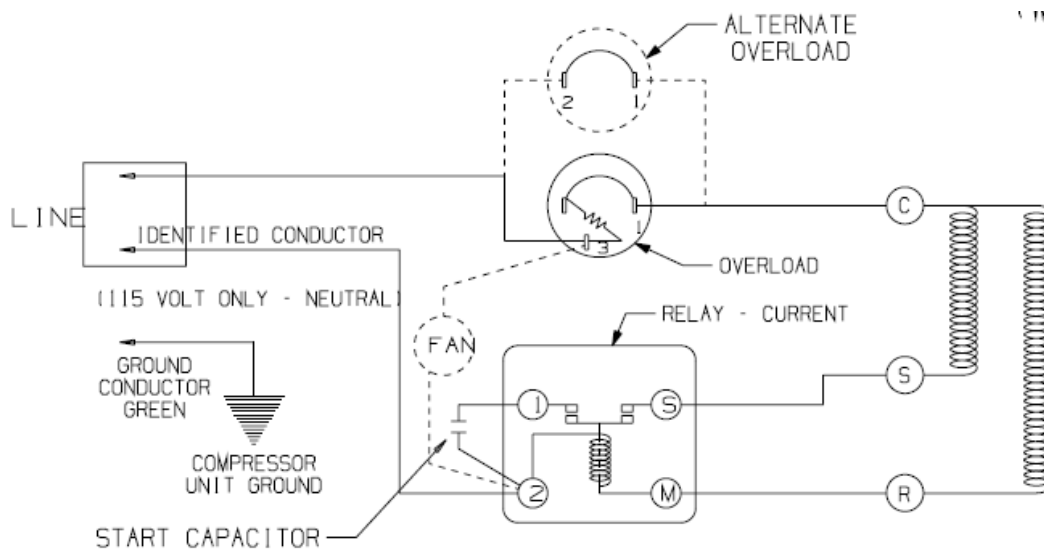 ALTERNATE
OVERLOAD
2
1
LINE
C
IDENTIFIED CONDUCTOR
3
1
OVERLOAD
(115 VOLT ONLY - NEUTRAL)
RELAY - CURRENT
FAN
GROUND
CONDUCTOR
GREEN
S
1
S
COMPRESSOR
UNIT GROUND
2
M
R
START CAPACITOR